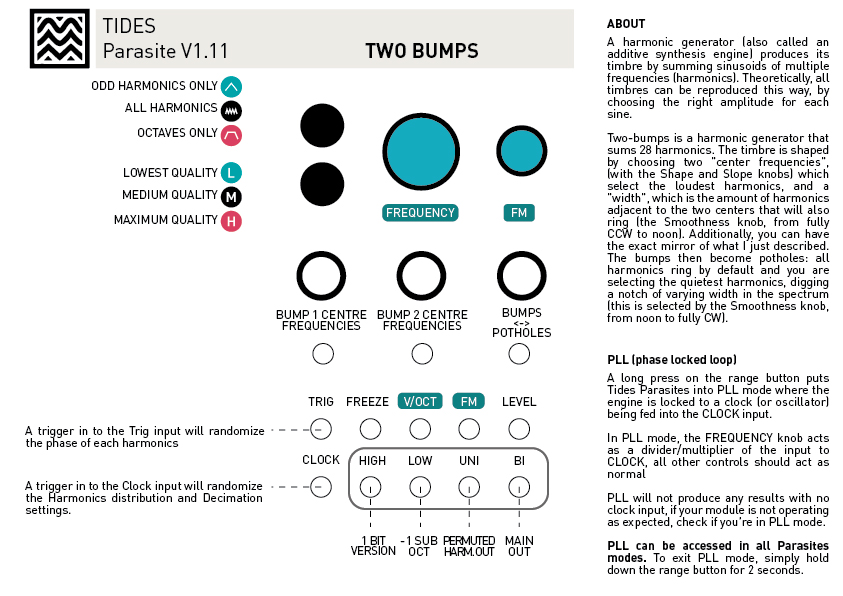 TIDES
Parasite V1.11
TWO BUMPS
ODD HARMONICS ONLY
ALL HARMONICS
OCTAVES ONLY
LOWEST QUALITY L
MEDIUM QUALITY M
MAXIMUM QUALITY H
FREQUENCY
FM
BUMP 1 CENTRE
FREQUENCIES
BUMP 2 CENTRE
FREQUENCIES
BUMPS
<->
POTHOLES
TRIG
FREEZE
V/OCT
FM
LEVEL
A trigger in to the Trig input will randomize
the phase of each harmonics
CLOCK
HIGH
LOW
UNI
BI
A trigger in to the Clock input will randomize
the Harmonics distribution and Decimation
settings.
1 BIT
VERSION
-1 SUB
OCT
PERMUTED
HARM.OUT
MAIN
OUT
ABOUT
A harmonic generator (also called an
additive synthesis engine) produces its
timbre by summing sinusoids of multiple
frequencies (harmonics). Theoretically, all
timbres can be reproduced this way, by
choosing the right amplitude for each
sine.
Two-bumps is a harmonic generator that
sums 28 harmonics. The timbre is shaped
by choosing two "center frequencies",
(with the Shape and Slope knobs) which
select the loudest harmonics, and a
"width", which is the amount of harmonics
adjacent to the two centers that will also
ring (the Smoothness knob, from fully
CCW to noon). Additionally, you can have
the exact mirror of what I just described.
The bumps then become potholes: all
harmonics ring by default and you are
selecting the quietest harmonics, digging
a notch of varying width in the spectrum
(this is selected by the Smoothness knob,
from noon to fully CW).
PLL (phase locked loop)
A long press on the range button puts
Tides Parasites into PLL mode where the
engine is locked to a clock (or oscillator)
being fed into the CLOCK input.
In PLL mode, the FREQUENCY knob acts
as a divider/multiplier of the input to
CLOCK, all other controls should act as
normal
PLL will not produce any results with no
clock input, if your module is not operating
as expected, check if you're in PLL mode.
PLL can be accessed in all Parasites
modes. To exit PLL mode, simply hold
down the range button for 2 seconds.